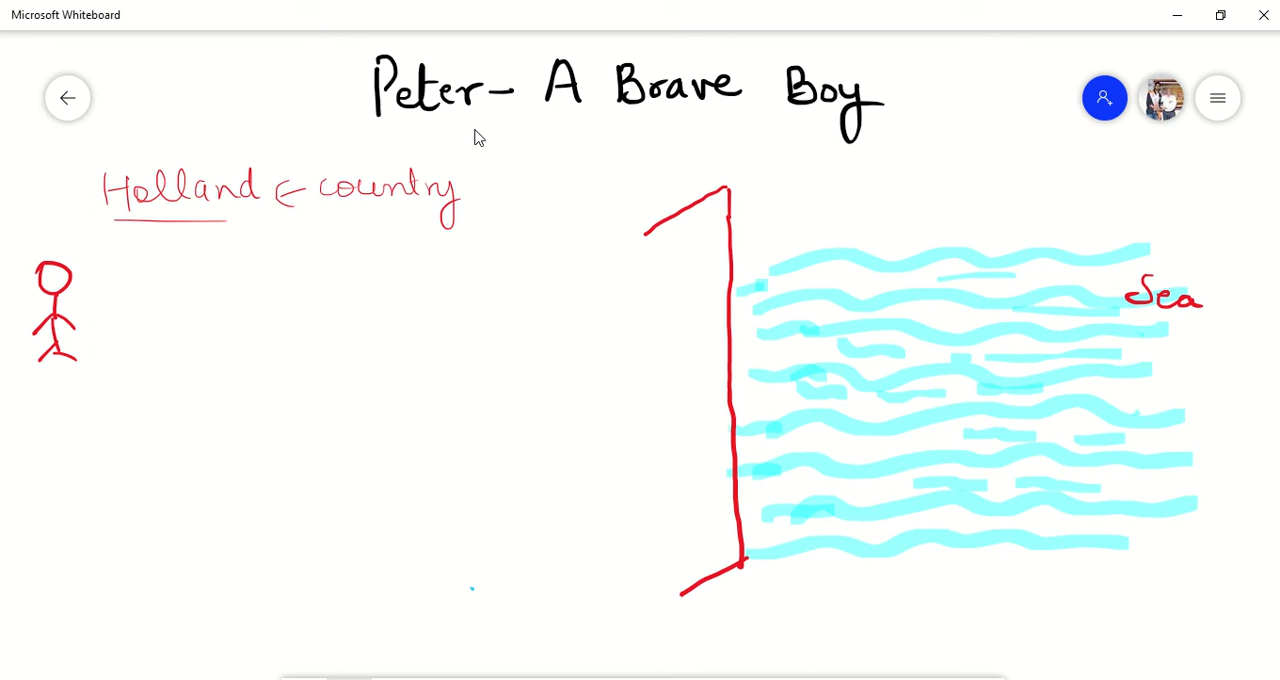 Microsoft Whiteboard
Peter - A Brave Boy
Holland ← country
Sea